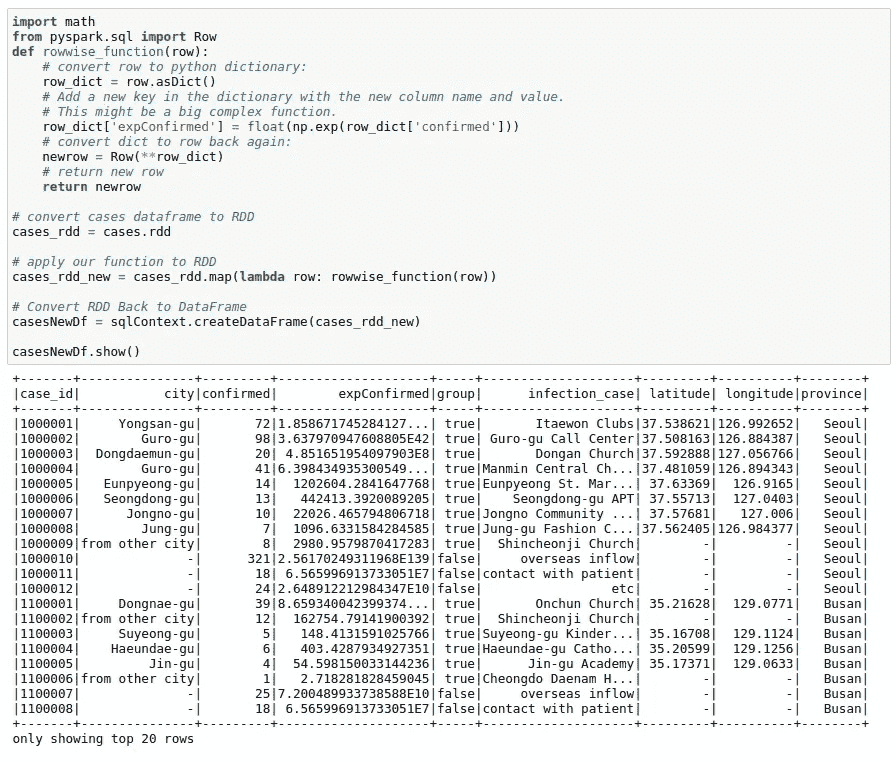 import math
from pyspark.sql import Row
def rowwise_function(row):
    # convert row to python dictionary:
    row_dict = row.asDict()
    # Add a new key in the dictionary with the new column name and value.
    # This might be a big complex function.
    row_dict['expConfirmed'] = float(np.exp(row_dict['confirmed']))
    # convert dict to row back again:
    newrow = Row(**row_dict)
    # return new row
    return newrow

# convert cases dataframe to RDD
cases_rdd = cases.rdd

# apply our function to RDD
cases_rdd_new = cases_rdd.map(lambda row: rowwise_function(row))

# Convert RDD Back to DataFrame
casesNewDf = sqlContext.createDataFrame(cases_rdd_new)

casesNewDf.show()
+-------+---------------+---------+--------------------+-----+--------------------+---------+----------+--------+
|case_id|           city|confirmed|        expConfirmed|group|      infection_case| latitude| longitude|province|
+-------+---------------+---------+--------------------+-----+--------------------+---------+----------+--------+
|1000001|     Yongsan-gu|       72|1.858671745284127...| true|       Itaewon Clubs|37.538621|126.992652|   Seoul|
|1000002|        Guro-gu|       98|3.637970947608805E42| true| Guro-gu Call Center|37.508163|126.884387|   Seoul|
|1000003|  Dongdaemun-gu|       20| 4.851651954097903E8| true|       Dongan Church|37.592888|127.056766|   Seoul|
|1000004|        Guro-gu|       41|6.398434935300549...| true|Manmin Central Ch...|37.481059|126.894343|   Seoul|
|1000005|   Eunpyeong-gu|       14|   1202604.2841647768| true|Eunpyeong St. Mar...| 37.63369|  126.9165|   Seoul|
|1000006|   Seongdong-gu|       13|   442413.3920089205| true|    Seongdong-gu APT| 37.55713|  127.0403|   Seoul|
|1000007|      Jongno-gu|       10|  22026.465794806718| true|Jongno Community ...| 37.57681|   127.006|   Seoul|
|1000008|        Jung-gu|        7|  1096.6331584284585| true|Jung-gu Fashion C...|37.562405|126.984377|   Seoul|
|1000009|from other city|        8|  2980.9579870417283| true|  Shincheonji Church|        -|         -|   Seoul|
|1000010|              -|      321|2.56170249311968E139|false|     overseas inflow|        -|         -|   Seoul|
|1000011|              -|       18| 6.565996913733051E7|false|contact with patient|        -|         -|   Seoul|
|1000012|              -|       24|2.648912212984347E10|false|                 etc|        -|         -|   Seoul|
|1100001|     Dongnae-gu|       39|8.659340042399374...| true|       Onchun Church| 35.21628|  129.0771|   Busan|
|1100002|from other city|       12|  162754.79141900392| true|  Shincheonji Church|        -|         -|   Busan|
|1100003|     Suyeong-gu|        5|   148.4131591025766| true|Suyeong-gu Kinder...| 35.16708|  129.1124|   Busan|
|1100004|    Haeundae-gu|        6|   403.4287934927351| true|Haeundae-gu Catho...| 35.20599|  129.1256|   Busan|
|1100005|         Jin-gu|        4|  54.598150033144236| true|      Jin-gu Academy| 35.17371|  129.0633|   Busan|
|1100006|from other city|        1|   2.718281828459045| true|Cheongdo Daenam H...|        -|         -|   Busan|
|1100007|              -|       25|7.200489933738588E10|false|     overseas inflow|        -|         -|   Busan|
|1100008|              -|       18| 6.565996913733051E7|false|contact with patient|        -|         -|   Busan|
+-------+---------------+---------+--------------------+-----+--------------------+---------+----------+--------+
only showing top 20 rows